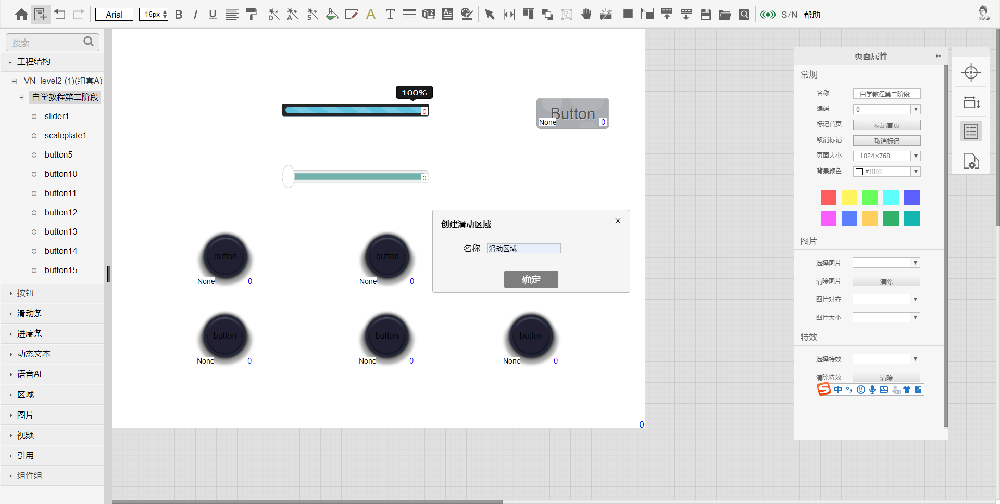 Arial
16px
B
I
U
D
A
S
A
T
S/N
帮助
搜索
工程结构
VN_level2 (1)(组套A)
自学教程第二阶段
slider1
scaleplate1
button5
button10
button11
button12
button13
button14
button15
按钮
滑动条
进度条
动态文本
语音AI
区域
图片
视频
引用
组件组
100%
0
Button
None
0
0
button
None
0
button
None
0
创建滑动区域
名称
滑动区域
确定
button
None
0
button
None
0
button
None
0
0
页面属性
常规
名称
自学教程第二阶段
编码
0
标记首页
标记首页
取消标记
取消标记
页面大小
1024×768
背景颜色
#ffffff
图片
选择图片
清除图片
清除
图片对齐
图片大小
特效
选择特效
清除特效
清除
S
中